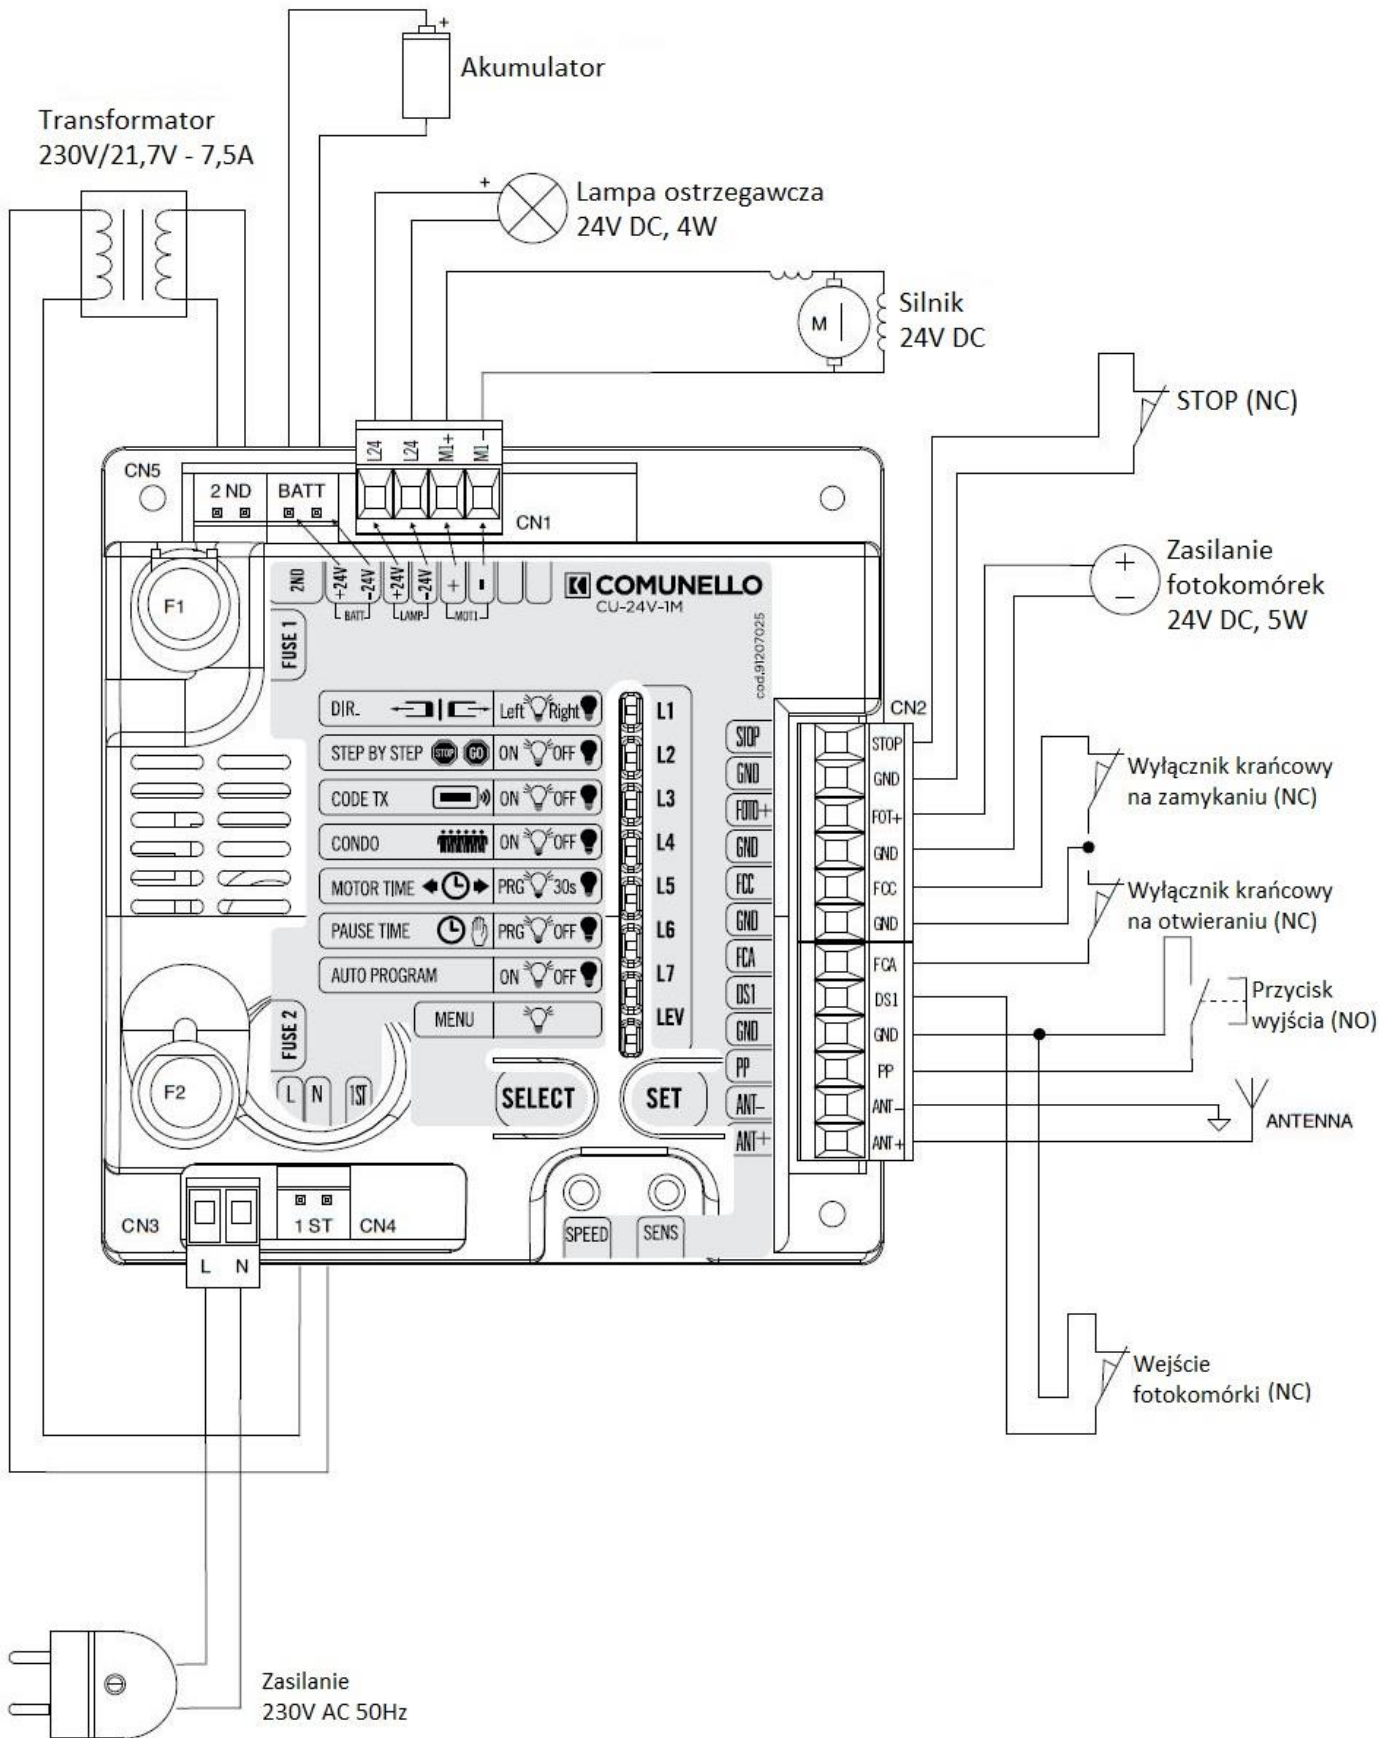 +
Akumulator
Transformator
230V/21,7V - 7,5A
+
Lampa ostrzegawcza
24V DC, 4W
M
Silnik
24V DC
STOP (NC)
L24
L24
M1+
M1-
CN5
2 ND
BATT
CN1
F1
2ND
+24V
-24V
+24V
-24V
+
-
BATT
LAMP
MOT1
COMUNELLO
CU-24V-1M
cod.91207025
FUSE 1
+
−
Zasilanie
fotokomórek
24V DC, 5W
DIR_
Left
Right
L1
STEP BY STEP
STOP
GO
ON
OFF
L2
CODE TX
ON
OFF
L3
CONDO
ON
OFF
L4
MOTOR TIME
PRG
30s
L5
PAUSE TIME
PRG
OFF
L6
AUTO PROGRAM
ON
OFF
L7
MENU
LEV
CN2
STOP
GND
FOTO+
GND
FCC
GND
FCA
DS1
GND
PP
ANT-
ANT+
STOP
GND
FOT+
GND
FCC
GND
FCA
DS1
GND
PP
ANT-
ANT+
Wyłącznik krańcowy
na zamykaniu (NC)
Wyłącznik krańcowy
na otwieraniu (NC)
Przycisk
wyjścia (NO)
ANTENNA
FUSE 2
F2
L
N
1ST
SELECT
SET
SPEED
SENS
CN3
1 ST
CN4
L
N
Wejście
fotokomórki (NC)
Zasilanie
230V AC 50Hz